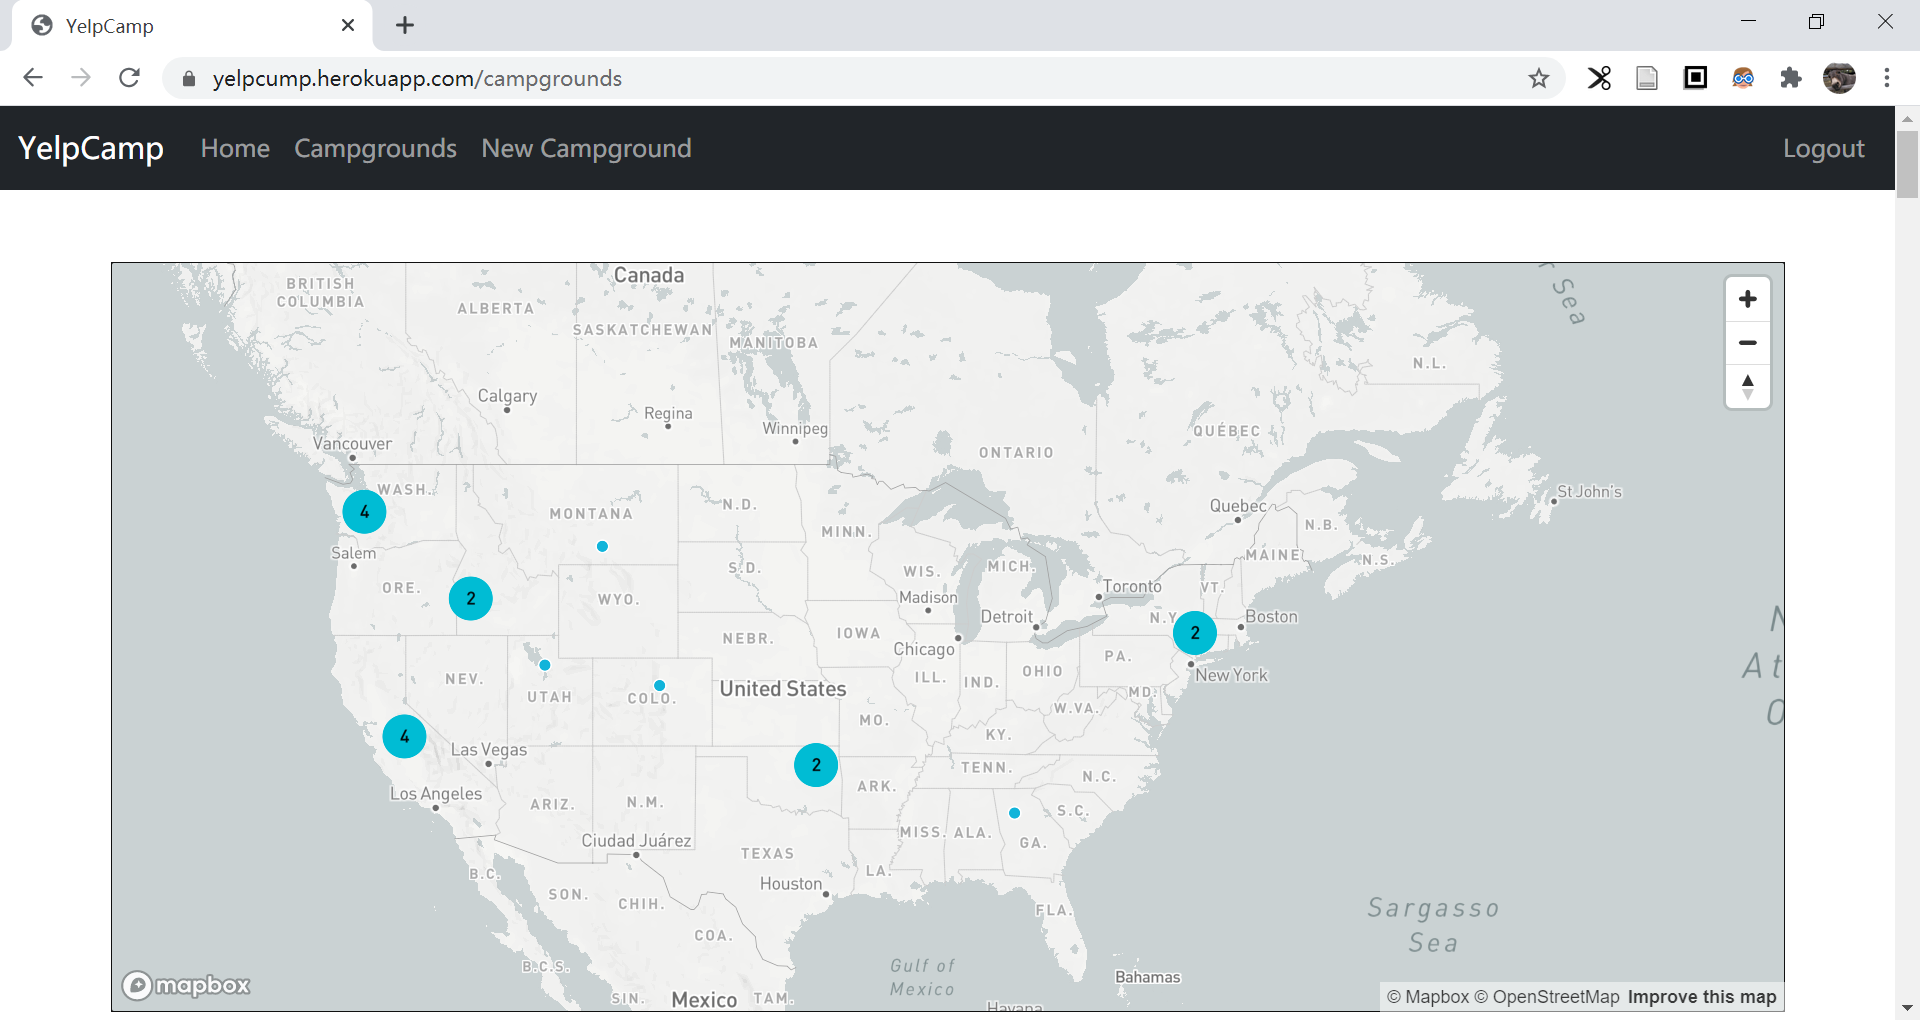 YelpCamp
yelpcump.herokuapp.com/campgrounds
YelpCamp Home Campgrounds New Campground Logout
Canada
BRITISH
COLUMBIA
ALBERTA
SASKATCHEWAN
MANITOBA
r Sea
N.L.
Calgary
Regina
Winnipeg
Vancouver
ONTARIO
QUÉBEC
WASH.
4
MONTANA
N.D.
MINN.
Quebec
N.B.
St John's
Salem
ORE.
2
WYO.
S.D.
WIS.
Madison
MICH.
Detroit
Toronto
VT.
MAINE
N.S.
N.Y.
2
Boston
New York
NEBR.
IOWA
Chicago
ILL.
IND.
OHIO
PA.
MD.
W.VA.
NEV.
UTAH
COLO.
United States
MO.
KY.
4
Las Vegas
Los Angeles
ARIZ.
N.M.
2
ARK.
TENN.
N.C.
S.C.
MISS.
ALA.
GA.
Ciudad Juárez
TEXAS
Houston
LA.
FLA.
B.C.
SON.
CHIH.
COA.
B.C.S.
SIN.
Mexico
TAM.
Gulf of
Mexico
Havana
Bahamas
Sargasso
Sea
N
At
O
mapbox
© Mapbox © OpenStreetMap Improve this map